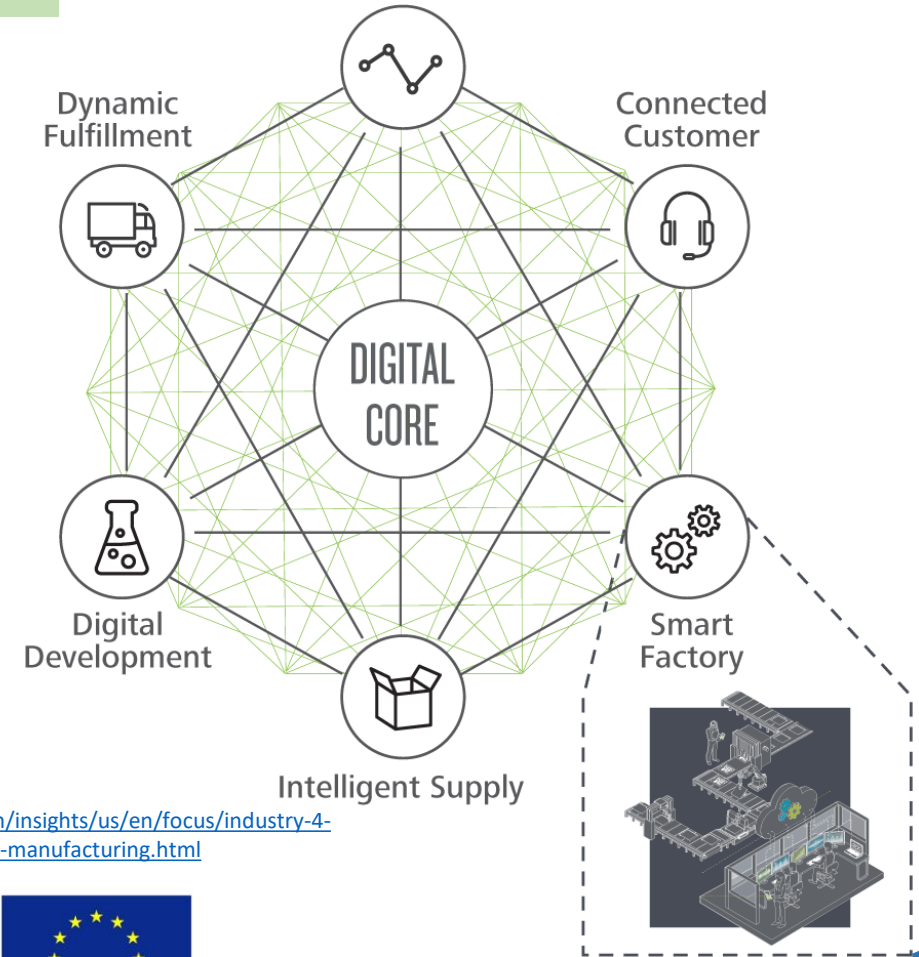 Dynamic
Fulfillment
Connected
Customer
DIGITAL
CORE
Digital
Development
Smart
Factory
Intelligent Supply
/insights/us/en/focus/industry-4-
-manufacturing.html